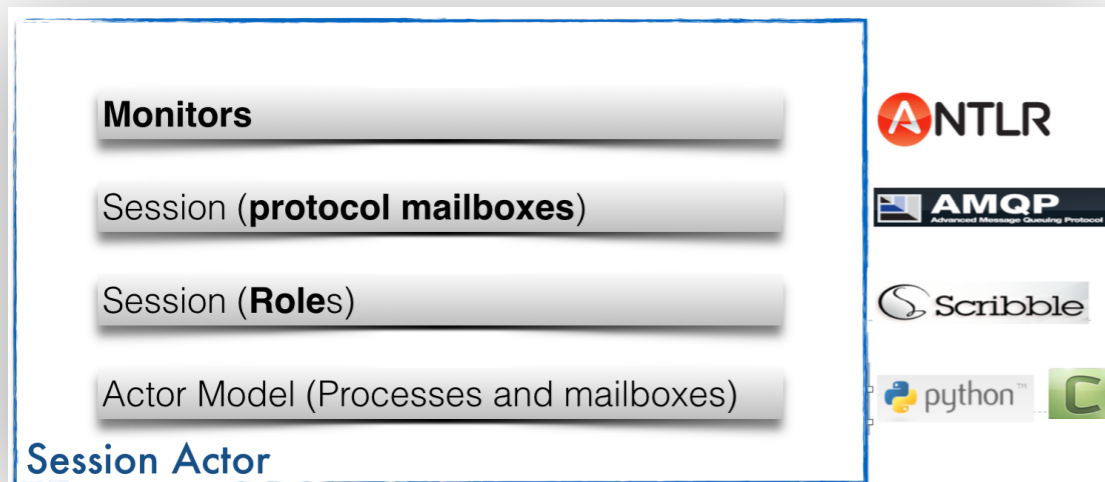 Monitors
ANTLR
Session (protocol mailboxes)
AMQP
Advanced Message Queuing Protocol
Session (Roles)
Scribble
Actor Model (Processes and mailboxes)
python™
C
Session Actor